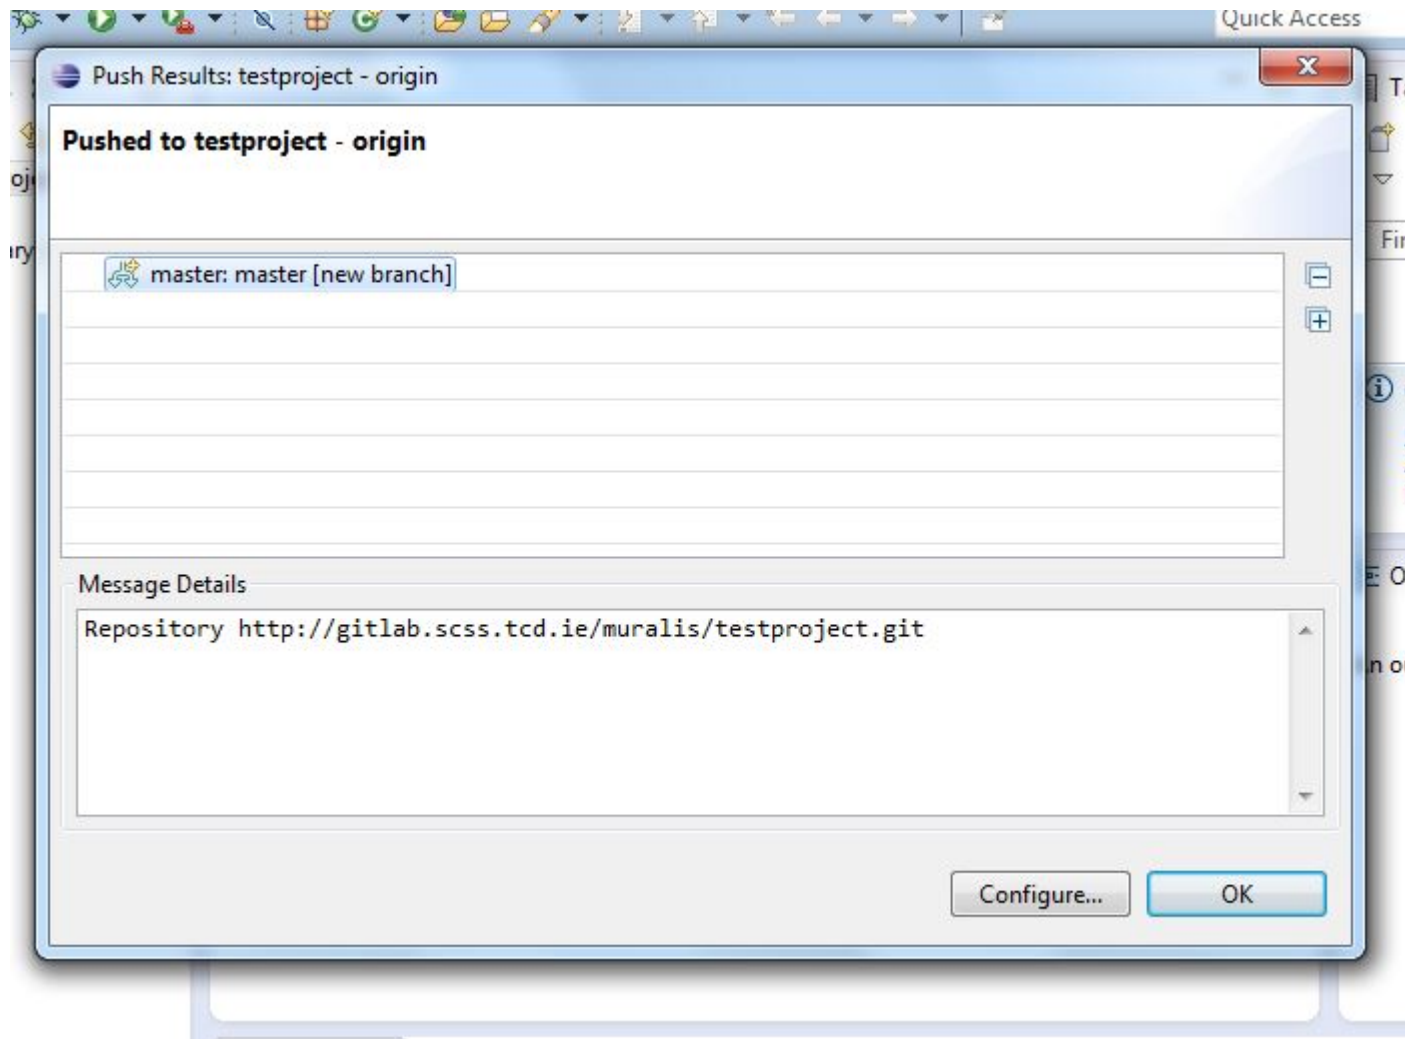 Quick Access
Push Results: testproject - origin
Pushed to testproject - origin
master: master [new branch]
Message Details
Repository http://gitlab.scss.tcd.ie/muralis/testproject.git
Configure...
OK